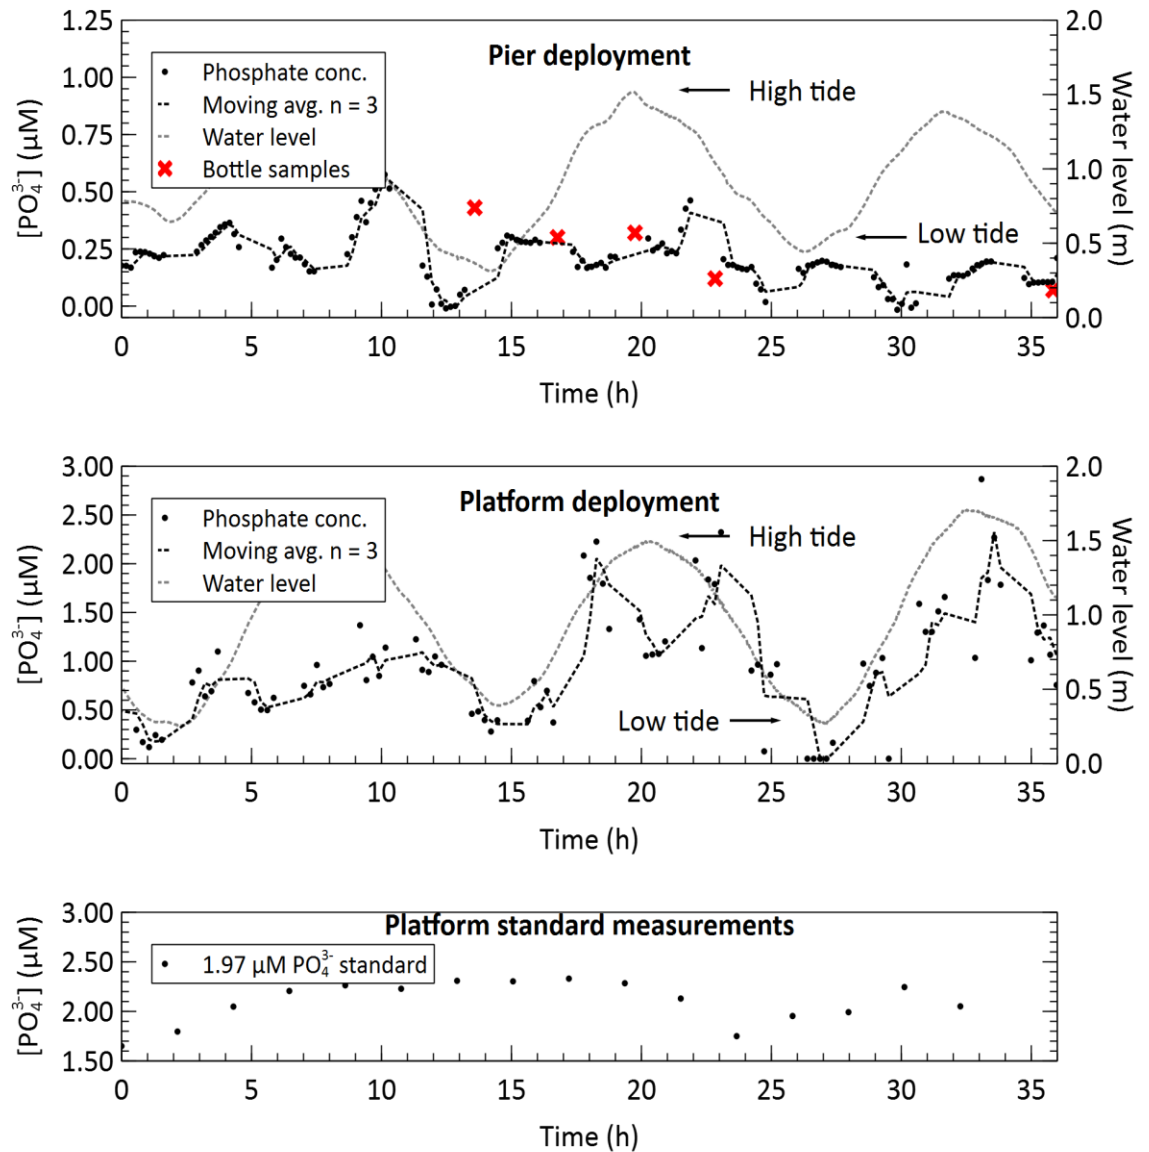 Pier deployment
1.25
1.00
0.75
0.50
0.25
0.00
[PO₄³⁻] (µM)
Phosphate conc.
Moving avg. n = 3
Water level
Bottle samples
High tide
Low tide
2.0
1.5
1.0
0.5
0.0
Water level (m)
0 5 10 15 20 25 30 35
Time (h)
Platform deployment
3.00
2.50
2.00
1.50
1.00
0.50
0.00
[PO₄³⁻] (µM)
Phosphate conc.
Moving avg. n = 3
Water level
High tide
Low tide
2.0
1.5
1.0
0.5
0.0
Water level (m)
0 5 10 15 20 25 30 35
Time (h)
Platform standard measurements
3.00
2.50
2.00
1.50
[PO₄³⁻] (µM)
1.97 µM PO₄³⁻ standard
0 5 10 15 20 25 30 35
Time (h)